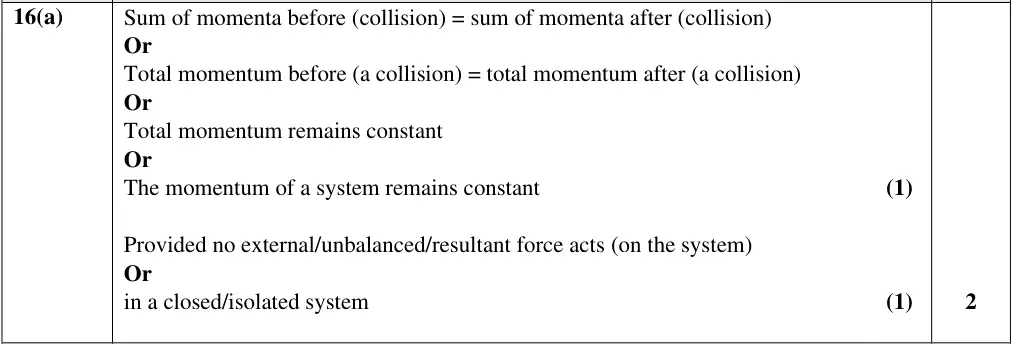 16(a) Sum of momenta before (collision) = sum of momenta after (collision)
Or
Total momentum before (a collision) = total momentum after (a collision)
Or
Total momentum remains constant
Or
The momentum of a system remains constant (1)
Provided no external/unbalanced/resultant force acts (on the system)
Or
in a closed/isolated system (1) 2